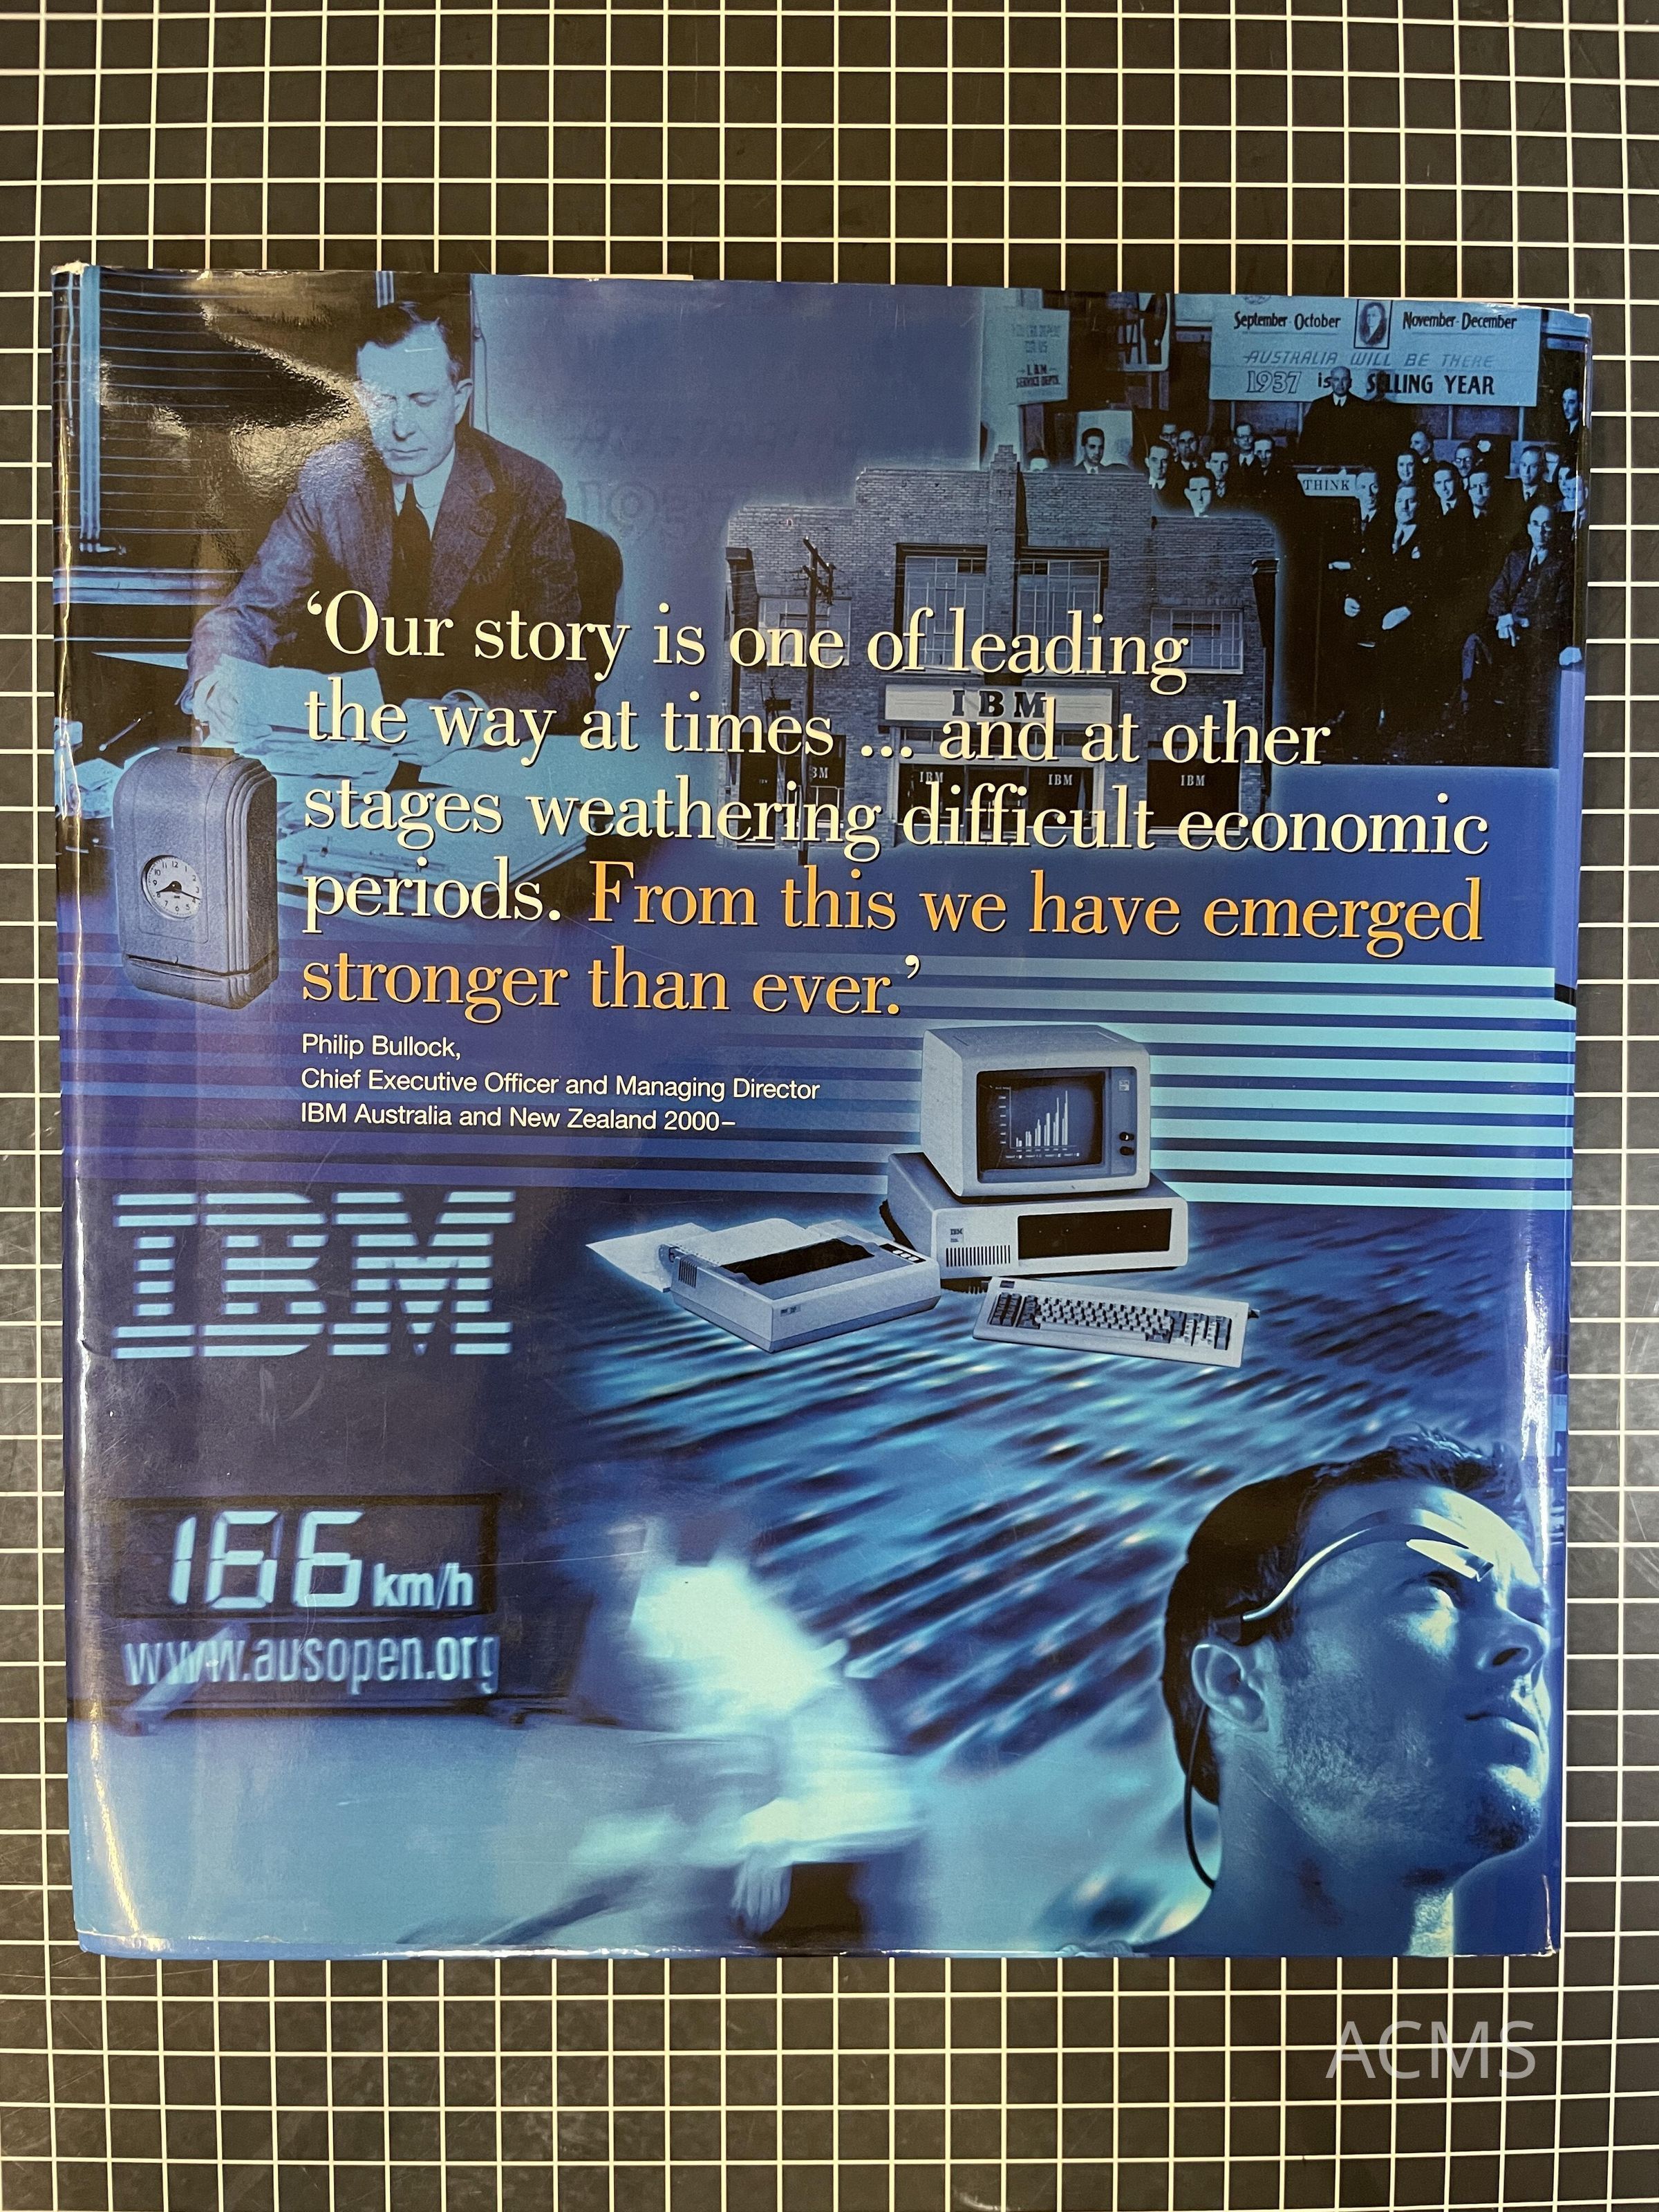 September-October
November-December
AUSTRALIA WILL BE THERE
1937 is SELLING YEAR
I.B.M.
SERVICE DEPT.
THINK
‘Our story is one of leading
the way at times ... and at other
stages weathering difficult economic
periods. From this we have emerged
stronger than ever.’
IBM
IBM
IBM
IBM
Philip Bullock,
Chief Executive Officer and Managing Director
IBM Australia and New Zealand 2000–
IBM
IBM
166 km/h
www.ausopen.org
ACMS